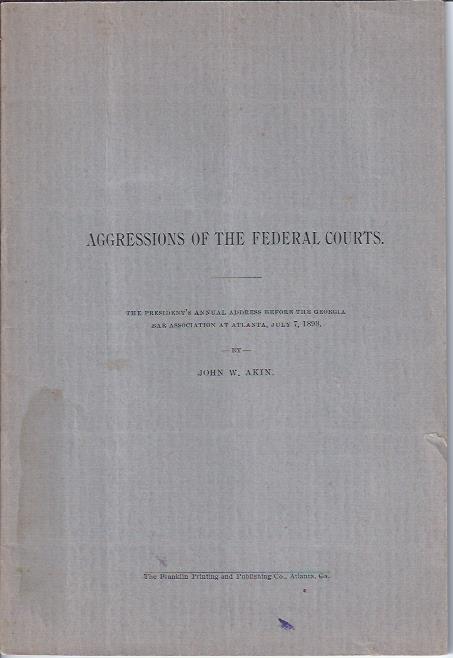 AGGRESSIONS OF THE FEDERAL COURTS.
THE PRESIDENT'S ANNUAL ADDRESS BEFORE THE GEORGIA
BAR ASSOCIATION AT ATLANTA, JULY 7, 1898,
—BY—
JOHN W. AKIN.
The Franklin Printing and Publishing Co., Atlanta, Ga.